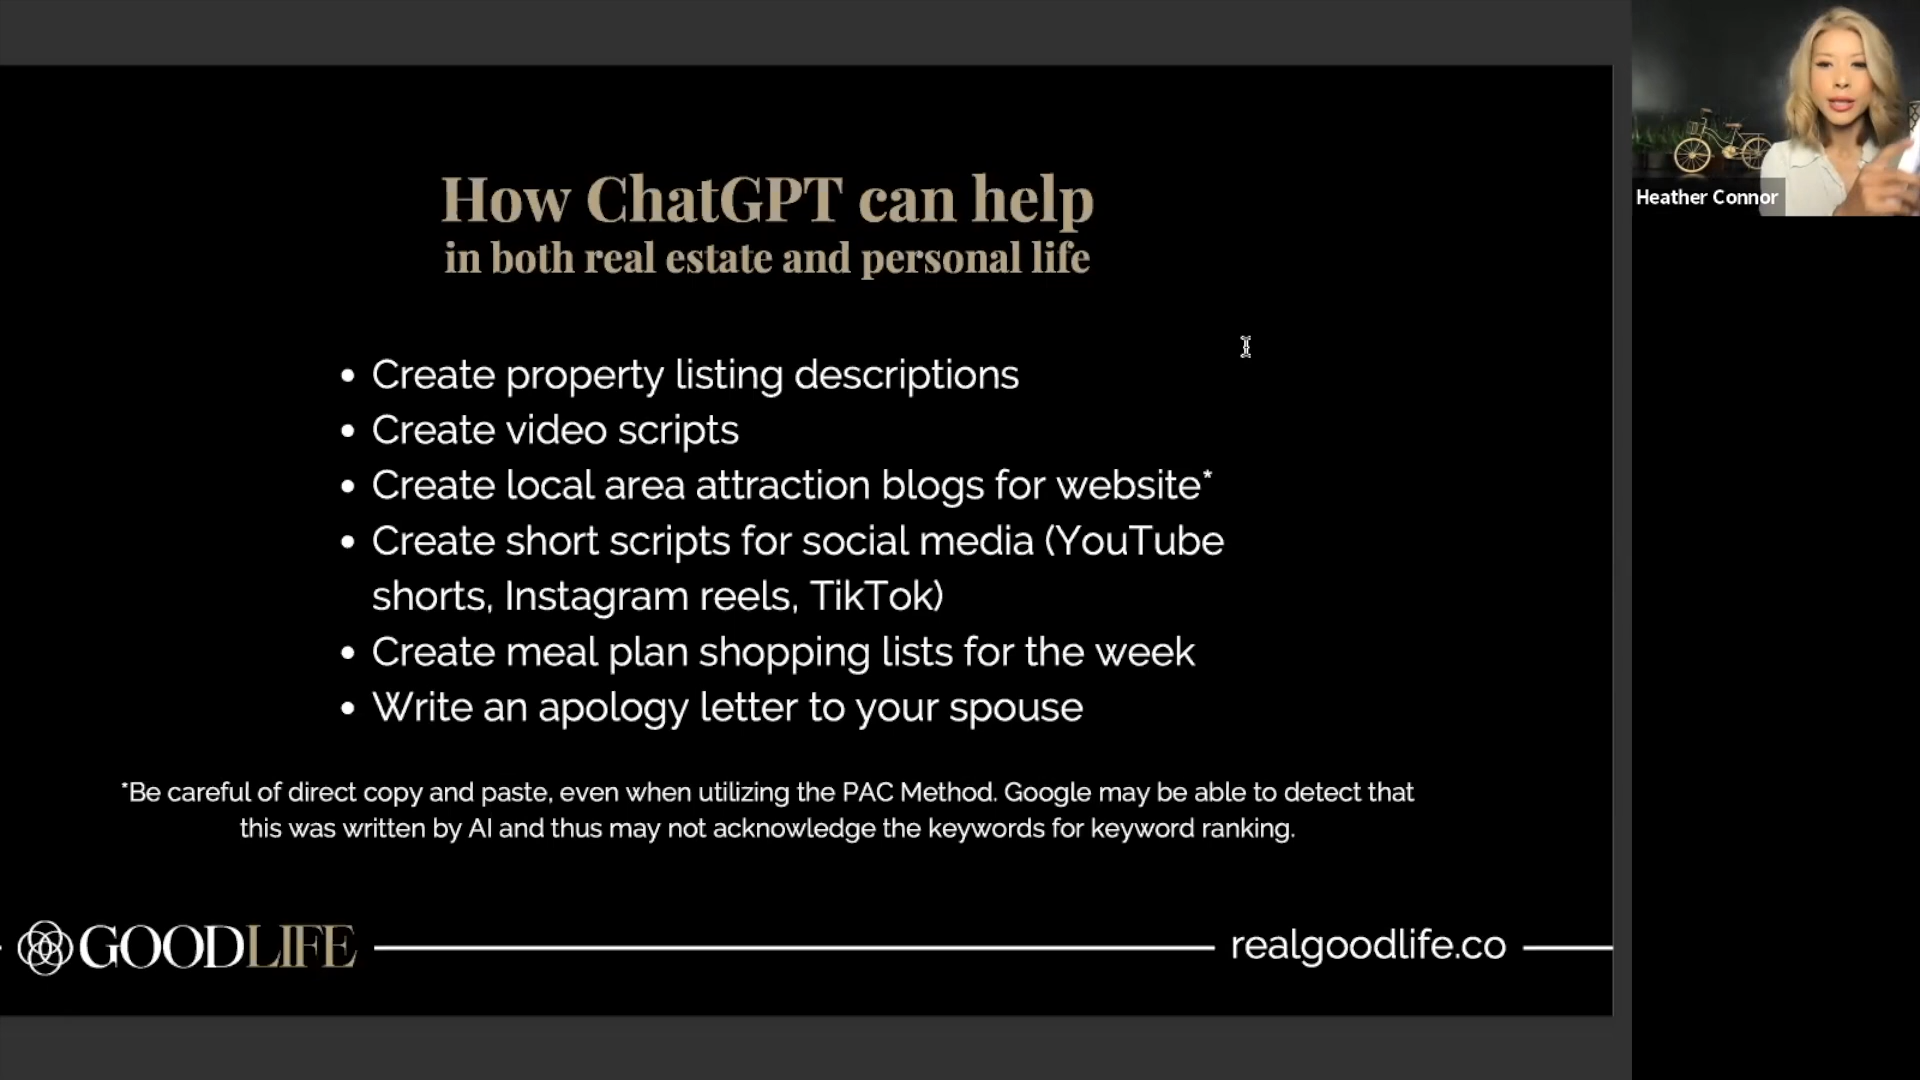 How ChatGPT can help
in both real estate and personal life
• Create property listing descriptions
• Create video scripts
• Create local area attraction blogs for website*
• Create short scripts for social media (YouTube
shorts, Instagram reels, TikTok)
• Create meal plan shopping lists for the week
• Write an apology letter to your spouse
*Be careful of direct copy and paste, even when utilizing the PAC Method. Google may be able to detect that
this was written by AI and thus may not acknowledge the keywords for keyword ranking.
GOODLIFE
realgoodlife.co
Heather Connor